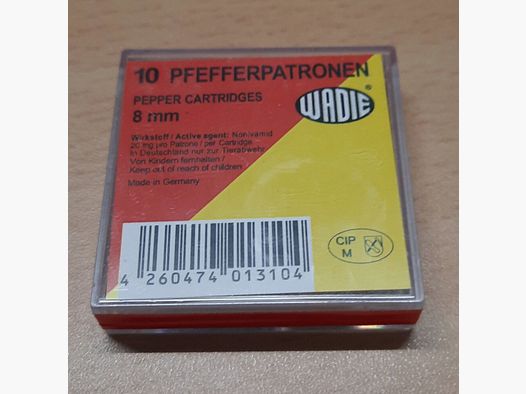 10 PFEFFERPATRONEN
PEPPER CARTRIDGES
8 mm
WADIE®
Wirkstoff / Active agent: Nonivamid
20 mg pro Patrone / per Cartridge
In Deutschland nur zur Tierabwehr
Von Kindern fernhalten /
Keep out of reach of children
Made in Germany
CIP
M
4 260474 013104